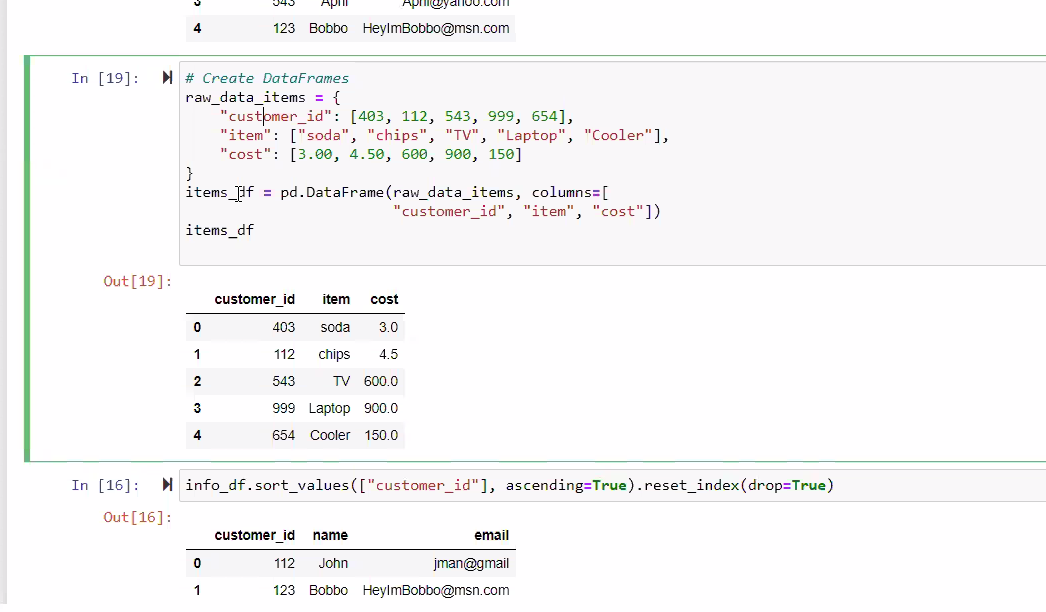 3 543 April April@yahoo.com
4 123 Bobbo HeyImBobbo@msn.com
In [19]:
# Create DataFrames
raw_data_items = {
"customer_id": [403, 112, 543, 999, 654],
"item": ["soda", "chips", "TV", "Laptop", "Cooler"],
"cost": [3.00, 4.50, 600, 900, 150]
}
items_df = pd.DataFrame(raw_data_items, columns=[
"customer_id", "item", "cost"])
items_df
Out[19]:
customer_id item cost
0 403 soda 3.0
1 112 chips 4.5
2 543 TV 600.0
3 999 Laptop 900.0
4 654 Cooler 150.0
In [16]: info_df.sort_values(["customer_id"], ascending=True).reset_index(drop=True)
Out[16]:
customer_id name email
0 112 John jman@gmail
1 123 Bobbo HeyImBobbo@msn.com